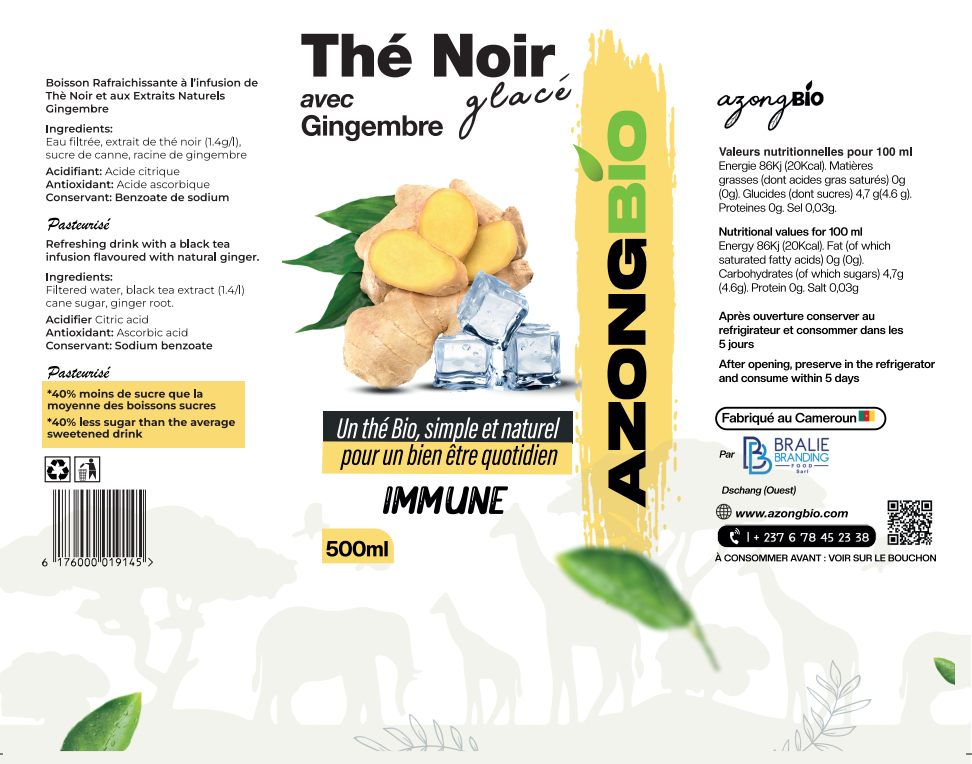 Boisson Rafraichissante à l'infusion de
Thè Noir et aux Extraits Naturels
Gingembre
Ingredients:
Eau filtrée, extrait de thé noir (1.4g/l),
sucre de canne, racine de gingembre
Acidifiant: Acide citrique
Antioxidant: Acide ascorbique
Conservant: Benzoate de sodium
Pasteurisé
Refreshing drink with a black tea
infusion flavoured with natural ginger.
Ingredients:
Filtered water, black tea extract (1.4/l)
cane sugar, ginger root.
Acidifier Citric acid
Antioxidant: Ascorbic acid
Conservant: Sodium benzoate
Pasteurisé
*40% moins de sucre que la
moyenne des boissons sucres
*40% less sugar than the average
sweetened drink
6 176000 019145 >
Thé Noir
glacé
avec
Gingembre
Un thé Bio, simple et naturel
pour un bien être quotidien
IMMUNE
500ml
AZONGBIO
azongBIO
Valeurs nutritionnelles pour 100 ml
Energie 86Kj (20Kcal). Matières
grasses (dont acides gras saturés) 0g
(0g). Glucides (dont sucres) 4,7 g(4.6 g).
Proteines 0g. Sel 0,03g.
Nutritional values for 100 ml
Energy 86Kj (20Kcal). Fat (of which
saturated fatty acids) 0g (0g).
Carbohydrates (of which sugars) 4,7g
(4.6g). Protein 0g. Salt 0,03g
Après ouverture conserver au
refrigirateur et consommer dans les
5 jours
After opening, preserve in the refrigerator
and consume within 5 days
Fabriqué au Cameroun
Par
BRALIE
BRANDING
FOOD
Sarl
Dschang (Ouest)
www.azongbio.com
| + 237 6 78 45 23 38
À CONSOMMER AVANT : VOIR SUR LE BOUCHON